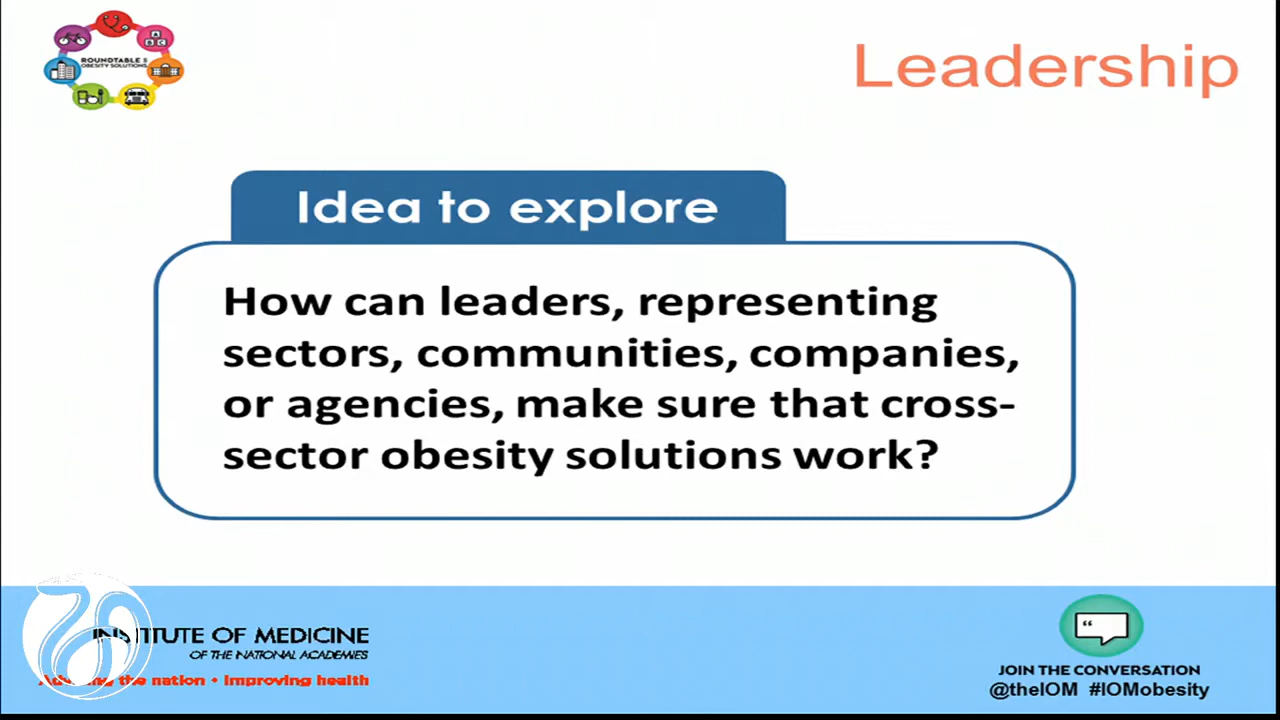 ROUNDTABLE
OBESITY SOLUTIONS
A
B C
Leadership
Idea to explore
How can leaders, representing
sectors, communities, companies,
or agencies, make sure that cross-
sector obesity solutions work?
INSTITUTE OF MEDICINE
OF THE NATIONAL ACADEMIES
Advising the nation • Improving health
JOIN THE CONVERSATION
@theIOM #IOMobesity